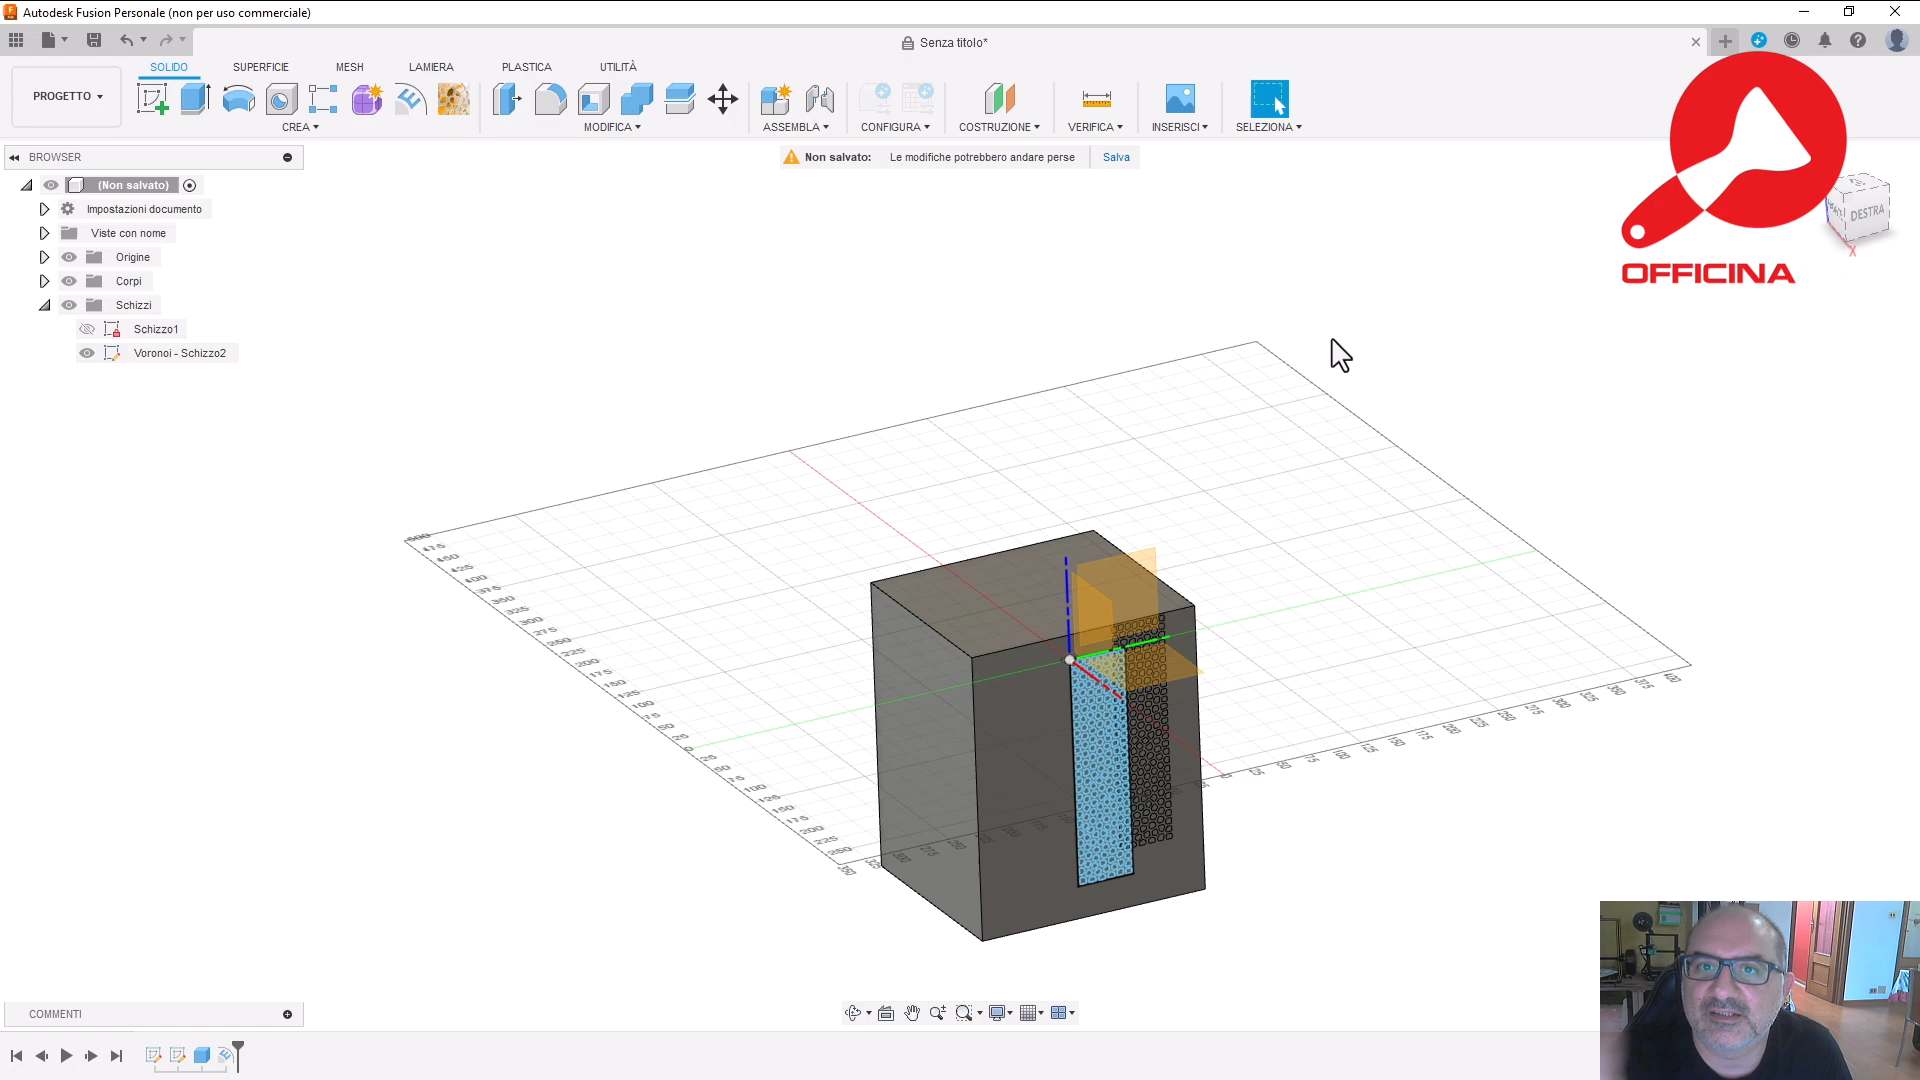 Autodesk Fusion Personale (non per uso commerciale)
Senza titolo*
SOLIDO
SUPERFICIE
MESH
LAMIERA
PLASTICA
UTILITÀ
PROGETTO
CREA
MODIFICA
ASSEMBLA
CONFIGURA
COSTRUZIONE
VERIFICA
INSERISCI
SELEZIONA
BROWSER
Non salvato: Le modifiche potrebbero andare perse
Salva
(Non salvato)
Impostazioni documento
Viste con nome
Origine
Corpi
Schizzi
Schizzo1
Voronoi - Schizzo2
DESTRA
X
OFFICINA
COMMENTI